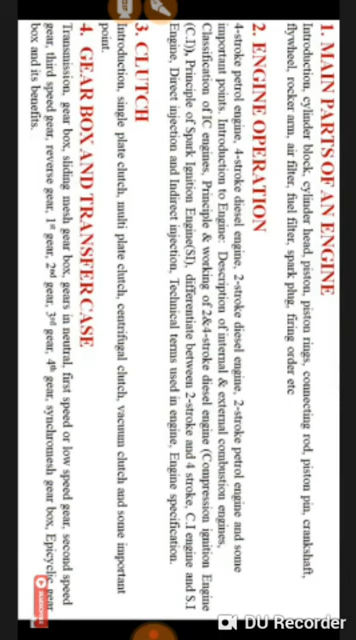 1. MAIN PARTS OF AN ENGINE
Introduction, cylinder block, cylinder head, piston, piston rings, connecting rod, piston pin, crankshaft,
flywheel, rocker arm, air filter, fuel filter, spark plug, firing order etc
2. ENGINE OPERATION
4-stroke petrol engine, 4-stroke diesel engine, 2-stroke diesel engine, 2-stroke petrol engine and some
important points. Introduction to Engine: Description of internal & external combustion engines,
Classification of IC engines, Principle & working of 2&4-stroke diesel engine (Compression ignition Engine
(C.I)), Principle of Spark Ignition Engine(SI), differentiate between 2-stroke and 4 stroke, C.I engine and S.I
Engine, Direct injection and Indirect injection, Technical terms used in engine, Engine specification.
3. CLUTCH
Introduction, single plate clutch, multi plate clutch, centrifugal clutch, vacuum clutch and some important
point.
4. GEAR BOX AND TRANSFER CASE
Transmission, gear box, sliding mesh gear box, gears in neutral, first speed or low speed gear, second speed
gear, third speed gear, reverse gear, 1st gear, 2nd gear, 3rd gear, 4th gear, synchromesh gear box, Epicyclic gear
box and its benefits.
SUBSCRIBE
DU Recorder